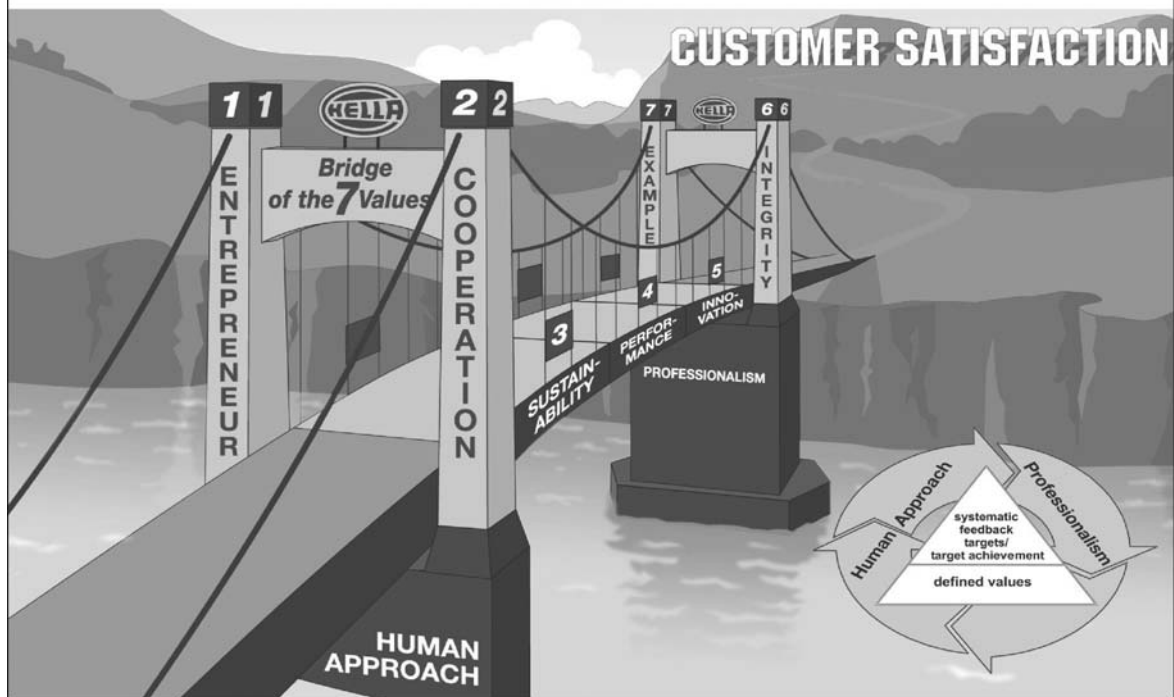 CUSTOMER SATISFACTION
1 1
HELLA
2 2
7 7
HELLA
6 6
Bridge
of the 7 Values
ENTREPRENEUR
COOPERATION
EXAMPLE
INTEGRITY
3
4
5
SUSTAIN-
ABILITY
PERFOR-
MANCE
INNO-
VATION
PROFESSIONALISM
HUMAN
APPROACH
Human Approach
Professionalism
systematic
feedback
targets/
target achievement
defined values